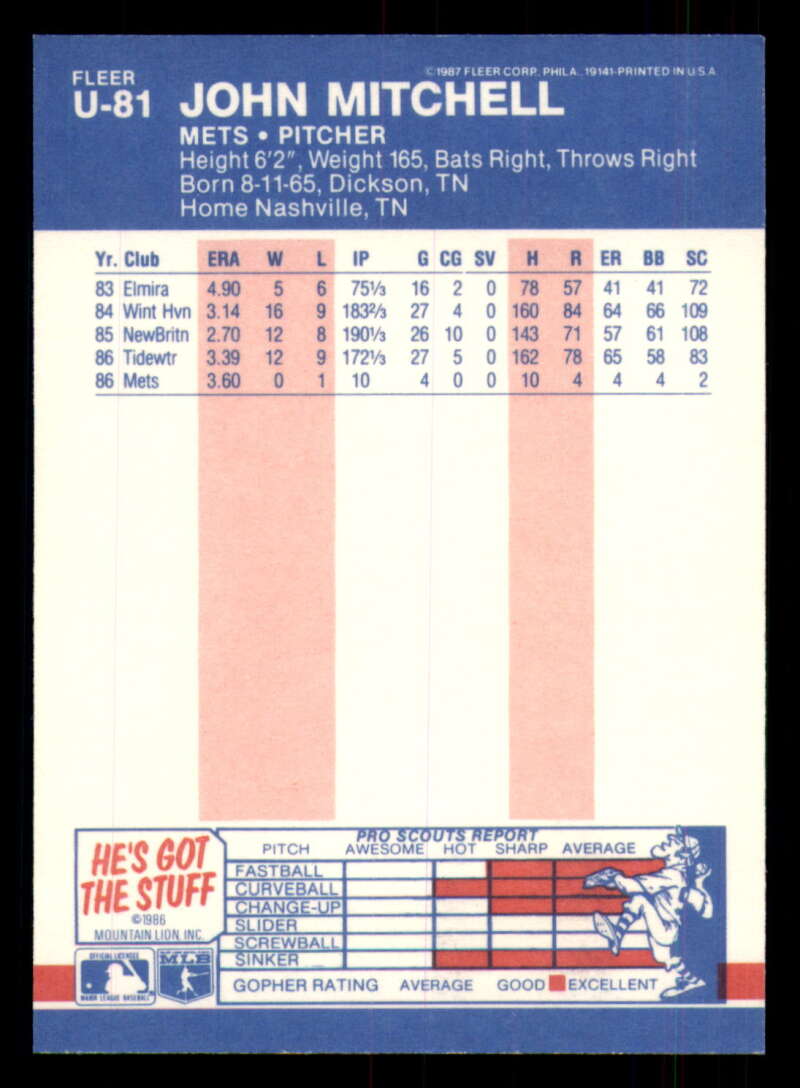 ©1987 FLEER CORP. PHILA. 19141-PRINTED IN U.S.A.
FLEER
U-81 JOHN MITCHELL
METS • PITCHER
Height 6'2", Weight 165, Bats Right, Throws Right
Born 8-11-65, Dickson, TN
Home Nashville, TN
Yr. Club ERA W L IP G CG SV H R ER BB SC
83 Elmira 4.90 5 6 75⅓ 16 2 0 78 57 41 41 72
84 Wint Hvn 3.14 16 9 183⅔ 27 4 0 160 84 64 66 109
85 NewBritn 2.70 12 8 190⅓ 26 10 0 143 71 57 61 108
86 Tidewtr 3.39 12 9 172⅓ 27 5 0 162 78 65 58 83
86 Mets 3.60 0 1 10 4 0 0 10 4 4 4 2
HE'S GOT
THE STUFF
©1986
MOUNTAIN LION, INC.
PRO SCOUTS REPORT
PITCH AWESOME HOT SHARP AVERAGE
FASTBALL
CURVEBALL
CHANGE-UP
SLIDER
SCREWBALL
SINKER
GOPHER RATING AVERAGE GOOD EXCELLENT
OFFICIAL LICENSEE
MAJOR LEAGUE BASEBALL
MLB